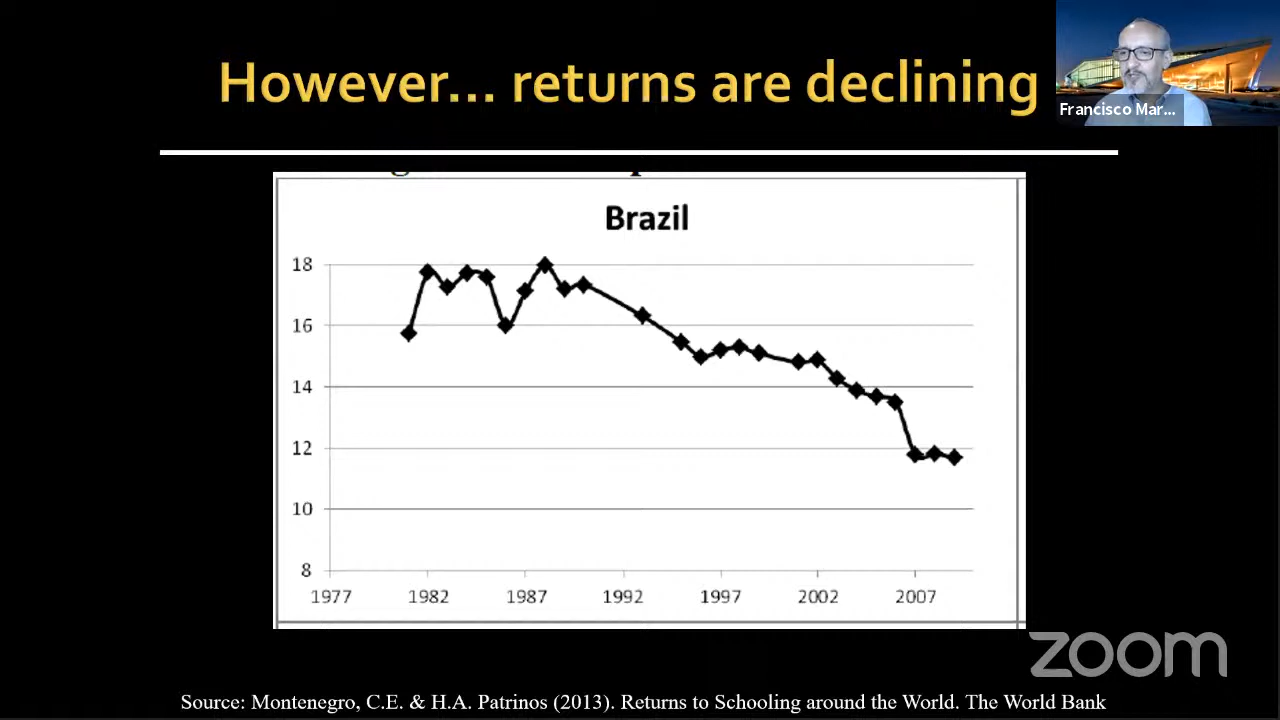 However... returns are declining
Francisco Mar...
Brazil
18
16
14
12
10
8
1977 1982 1987 1992 1997 2002 2007
zoom
Source: Montenegro, C.E. & H.A. Patrinos (2013). Returns to Schooling around the World. The World Bank